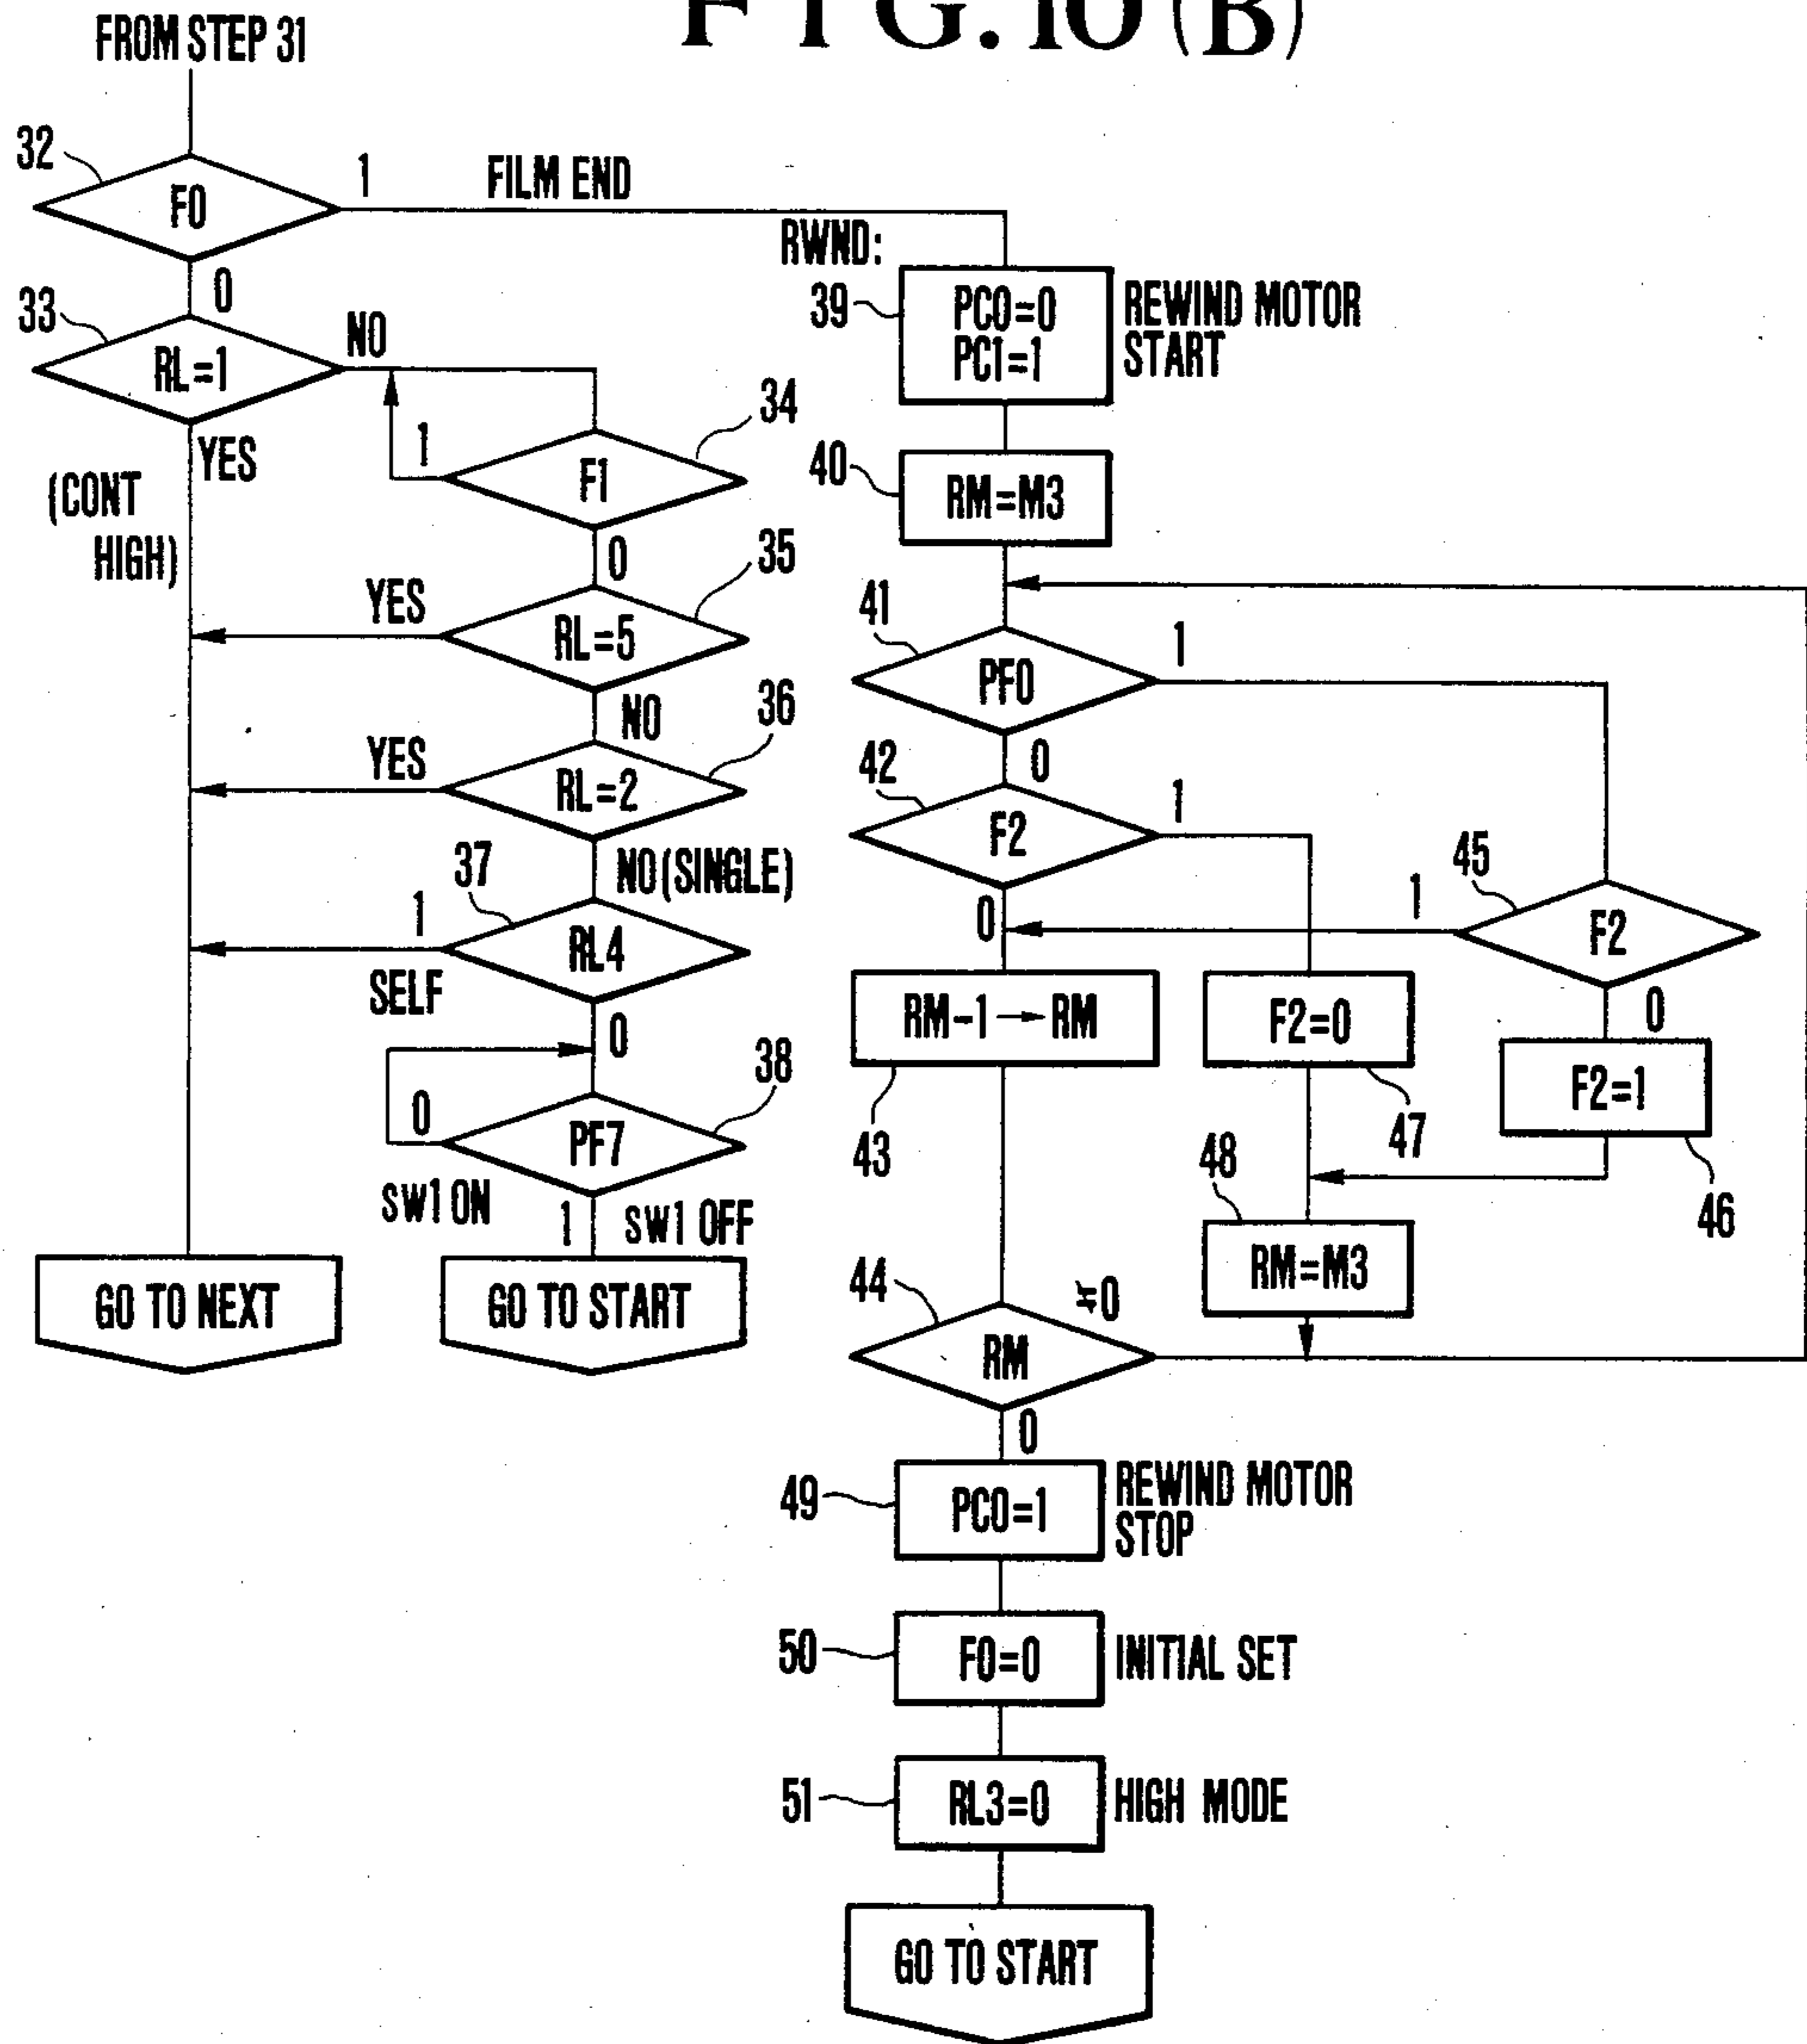 FIG. 10 (B)
FROM STEP 31
32
F0
1
FILM END
0
33
RL=1
NO
YES
(CONT
HIGH)
34
F1
1
0
35
RL=5
YES
NO
36
RL=2
YES
NO (SINGLE)
37
RL4
1
SELF
0
38
PF7
0
SW1 ON
1
SW1 OFF
GO TO NEXT
GO TO START
RWND:
39
PC0=0
PC1=1
REWIND MOTOR
START
40
RM=M3
41
PF0
1
0
42
F2
1
0
45
F2
1
0
RM-1→RM
43
F2=0
47
F2=1
46
48
RM=M3
44
RM
≠0
0
49
PC0=1
REWIND MOTOR
STOP
50
F0=0
INITIAL SET
51
RL3=0
HIGH MODE
GO TO START